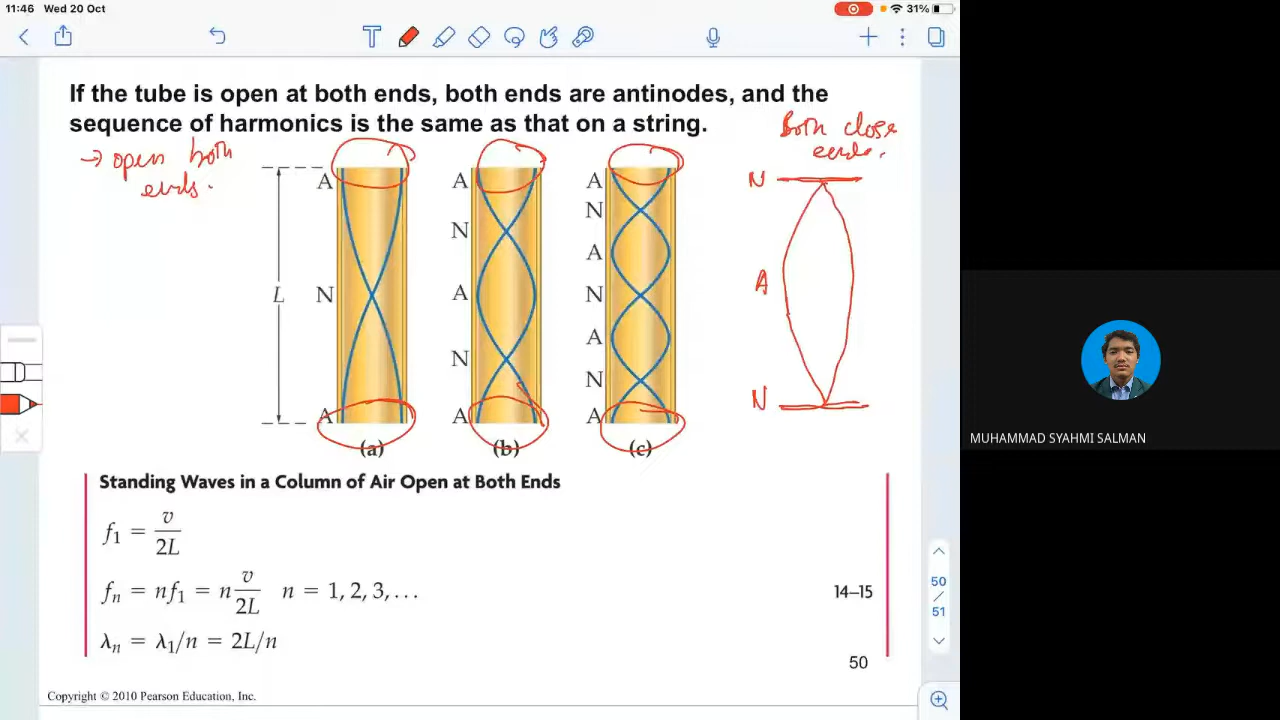 11:46 Wed 20 Oct
31%
T
If the tube is open at both ends, both ends are antinodes, and the
sequence of harmonics is the same as that on a string.
→ open both
ends.
Both close
ends.
A
N
A
L
A
N
A
N
A
A
N
A
N
A
N
A
N
A
N
(a)
(b)
(c)
Standing Waves in a Column of Air Open at Both Ends
f₁ = v/2L
fₙ = nf₁ = n v/2L n = 1, 2, 3, . . .
14–15
λₙ = λ₁/n = 2L/n
50
Copyright © 2010 Pearson Education, Inc.
50
/
51
MUHAMMAD SYAHMI SALMAN